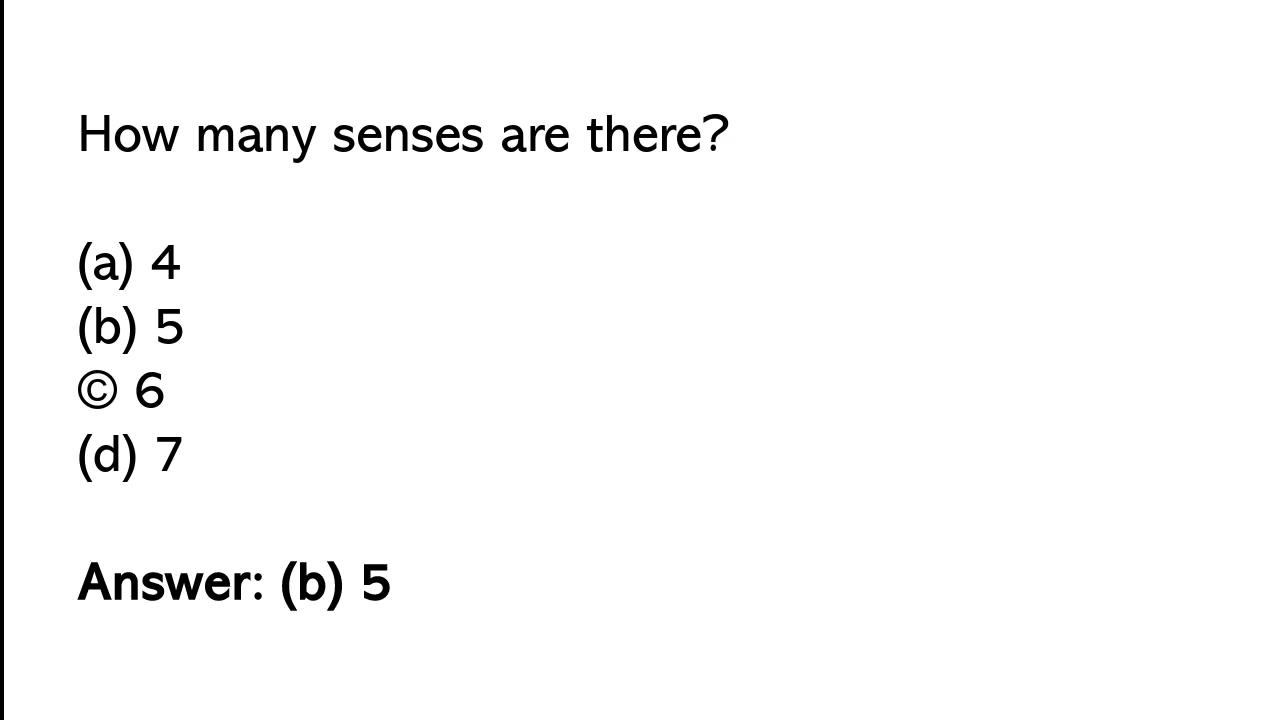 How many senses are there?
(a) 4
(b) 5
© 6
(d) 7
Answer: (b) 5